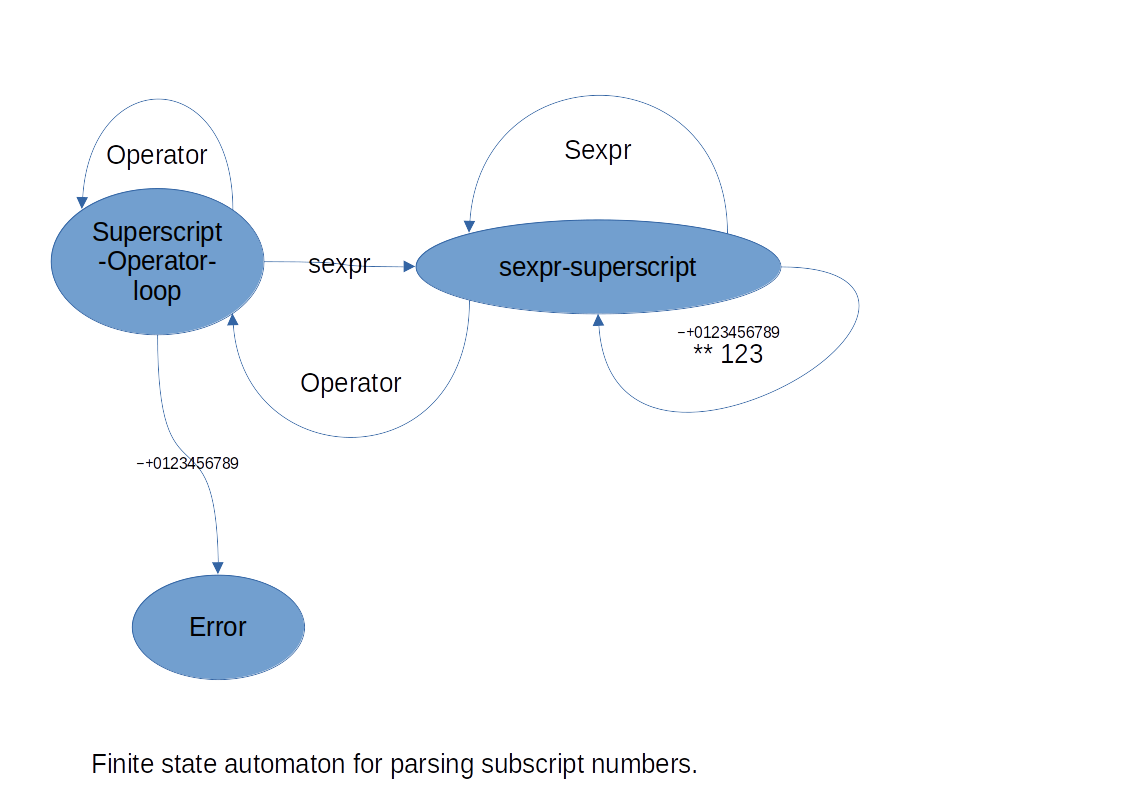 Operator
Sexpr
Superscript
-Operator-
loop
sexpr
sexpr-superscript
−+0123456789
** 123
Operator
−+0123456789
Error
Finite state automaton for parsing subscript numbers.